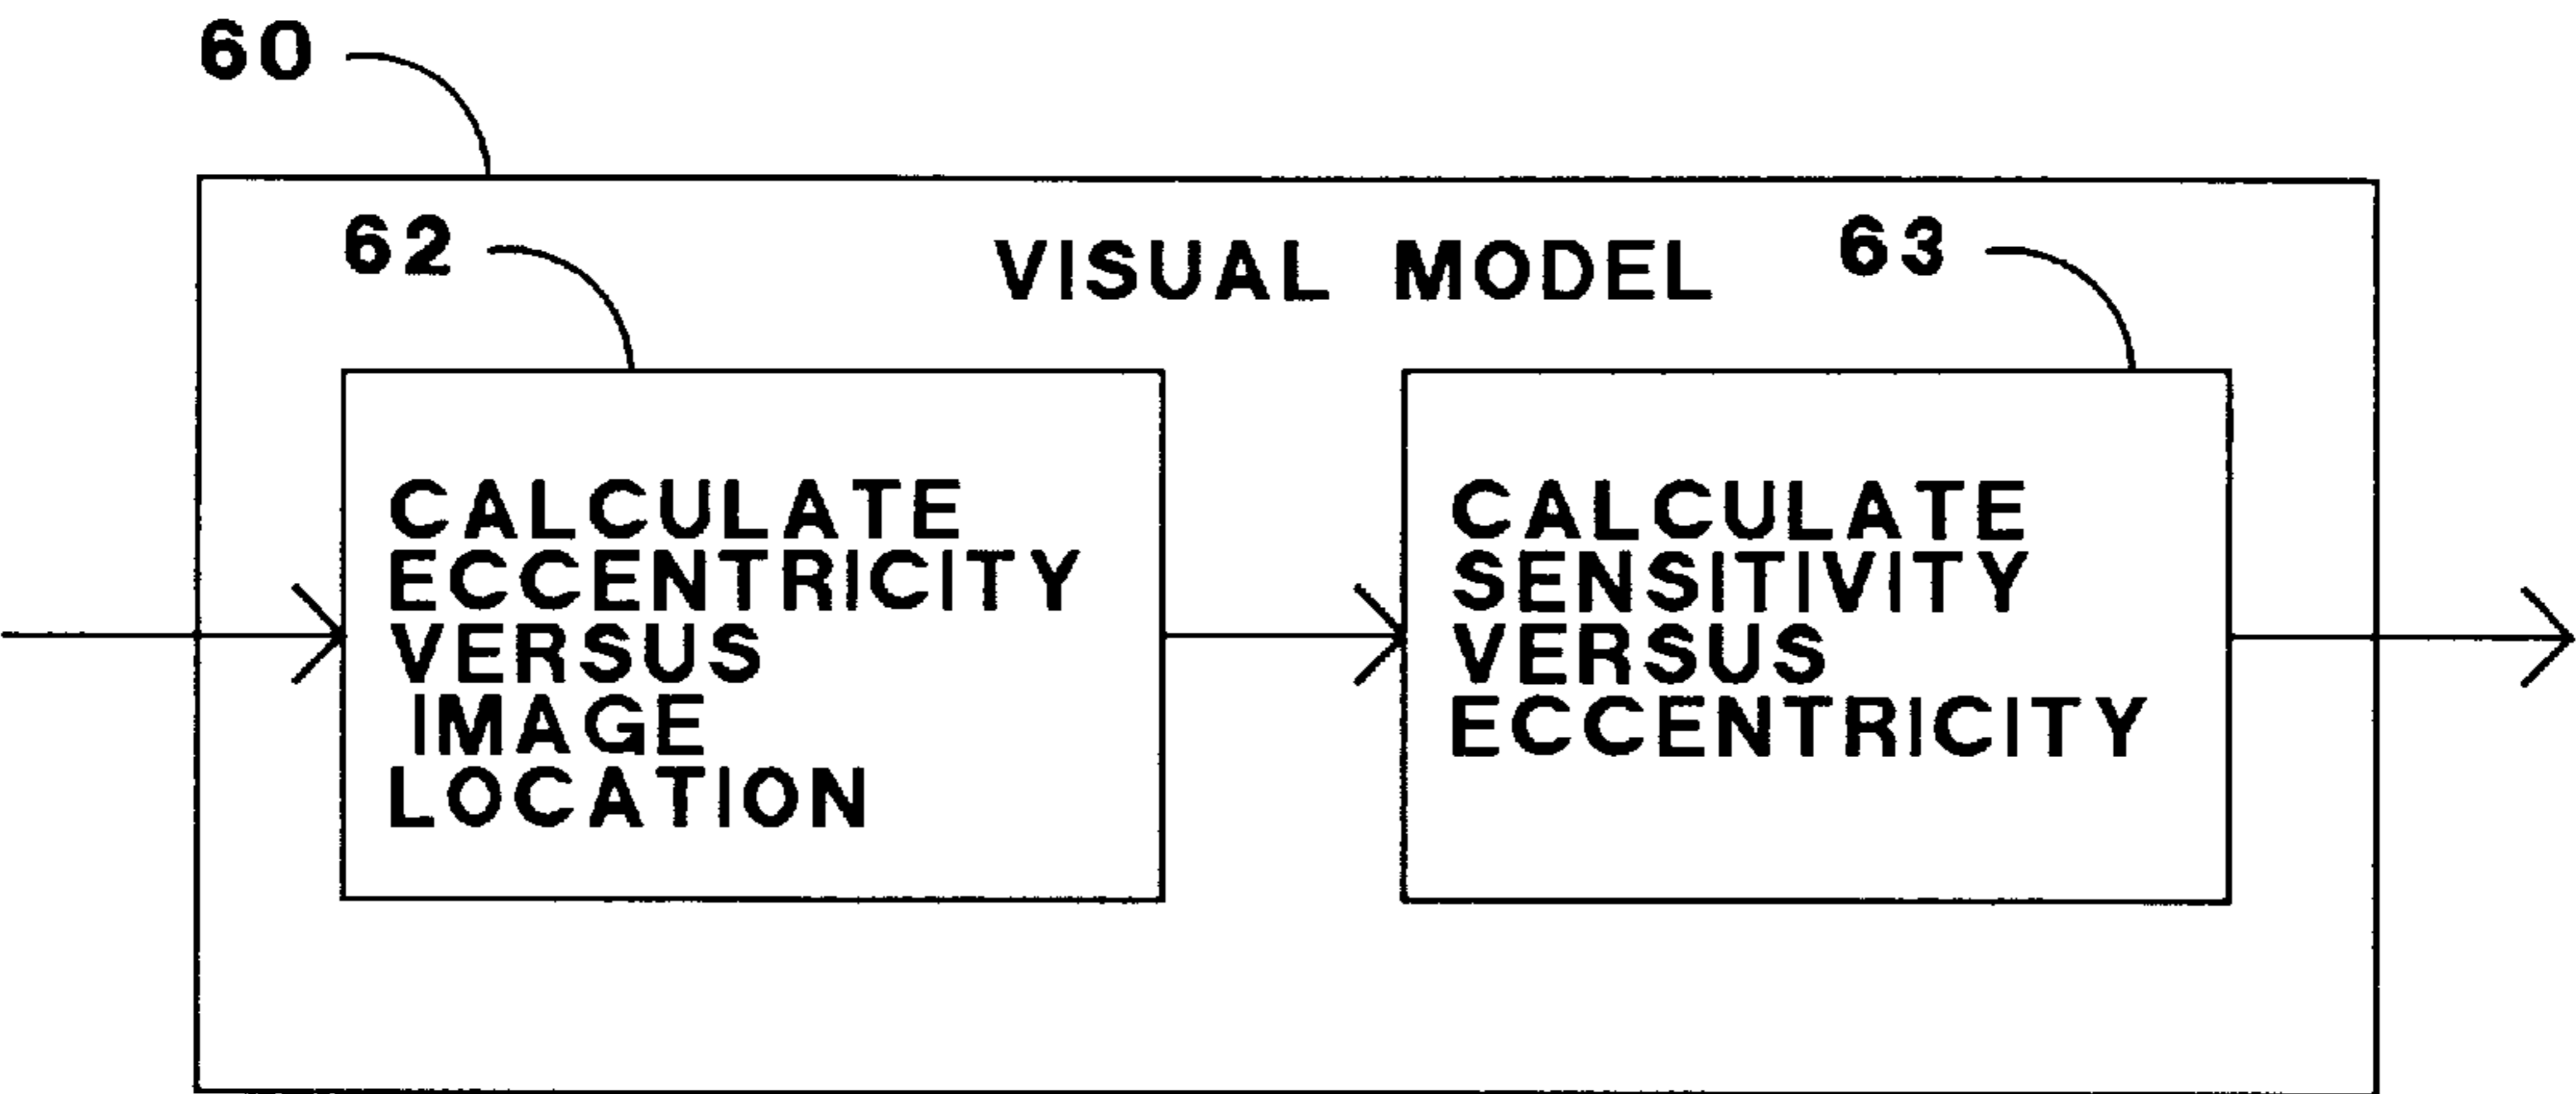 60
62
VISUAL MODEL
63
CALCULATE
ECCENTRICITY
VERSUS
IMAGE
LOCATION
CALCULATE
SENSITIVITY
VERSUS
ECCENTRICITY